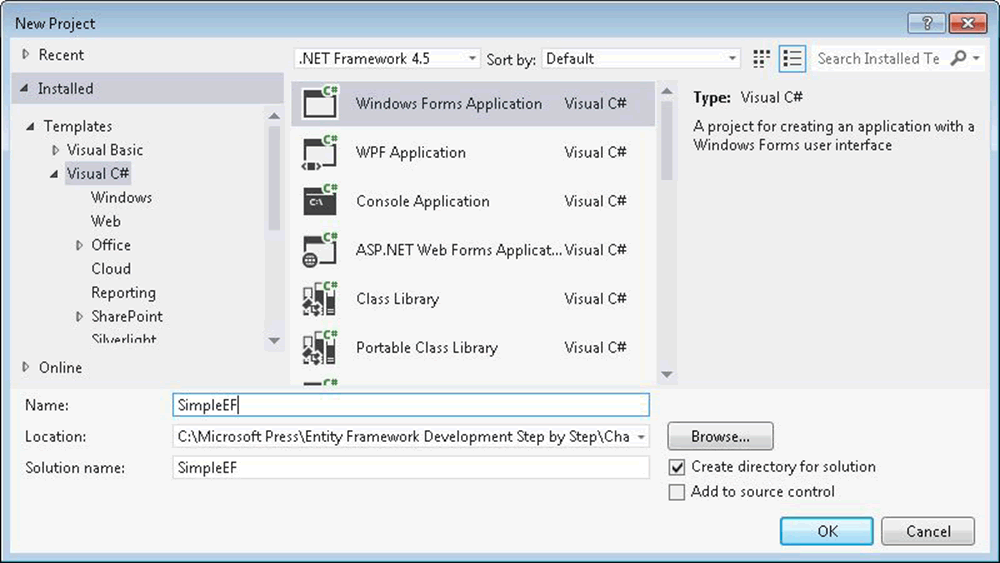 New Project
?
Recent
Installed
Templates
Visual Basic
Visual C#
Windows
Web
Office
Cloud
Reporting
SharePoint
Silverlight
Online
.NET Framework 4.5
Sort by: Default
Search Installed Te
C# Windows Forms Application Visual C#
C# WPF Application Visual C#
C# C:\ Console Application Visual C#
C# ASP.NET Web Forms Applicat... Visual C#
C# Class Library Visual C#
C# Portable Class Library Visual C#
C#
Type: Visual C#
A project for creating an application with a
Windows Forms user interface
Name: SimpleEF
Location: C:\Microsoft Press\Entity Framework Development Step by Step\Cha
Browse...
Solution name: SimpleEF
Create directory for solution
Add to source control
OK Cancel